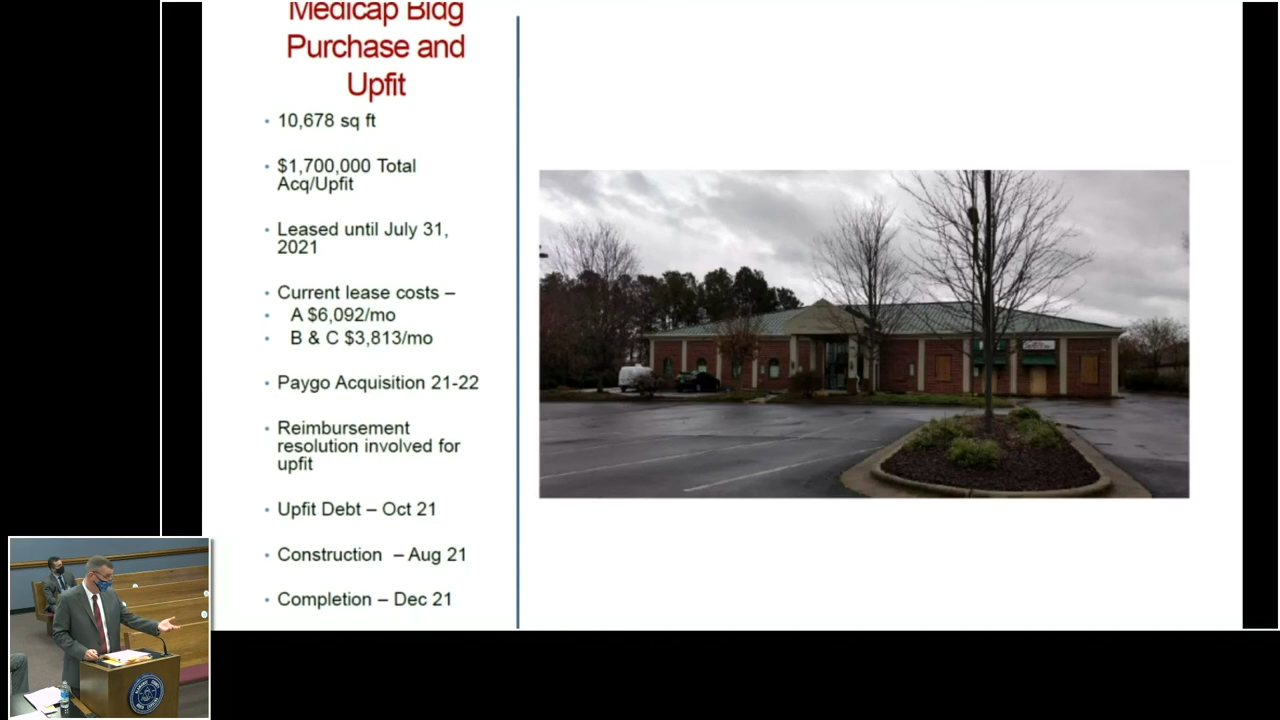 Medicap Bldg
Purchase and
Upfit
• 10,678 sq ft
• $1,700,000 Total
Acq/Upfit
• Leased until July 31,
2021
• Current lease costs –
• A $6,092/mo
• B & C $3,813/mo
• Paygo Acquisition 21-22
• Reimbursement
resolution involved for
upfit
• Upfit Debt – Oct 21
• Construction – Aug 21
• Completion – Dec 21